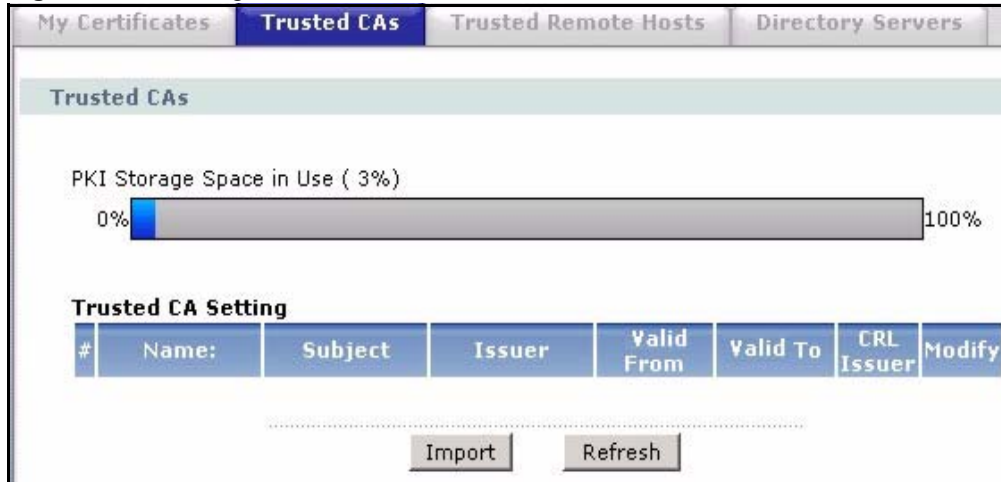 My Certificates Trusted CAs Trusted Remote Hosts Directory Servers
Trusted CAs
PKI Storage Space in Use ( 3%)
0% 100%
Trusted CA Setting
# Name: Subject Issuer Valid From Valid To CRL Issuer Modify
Import Refresh